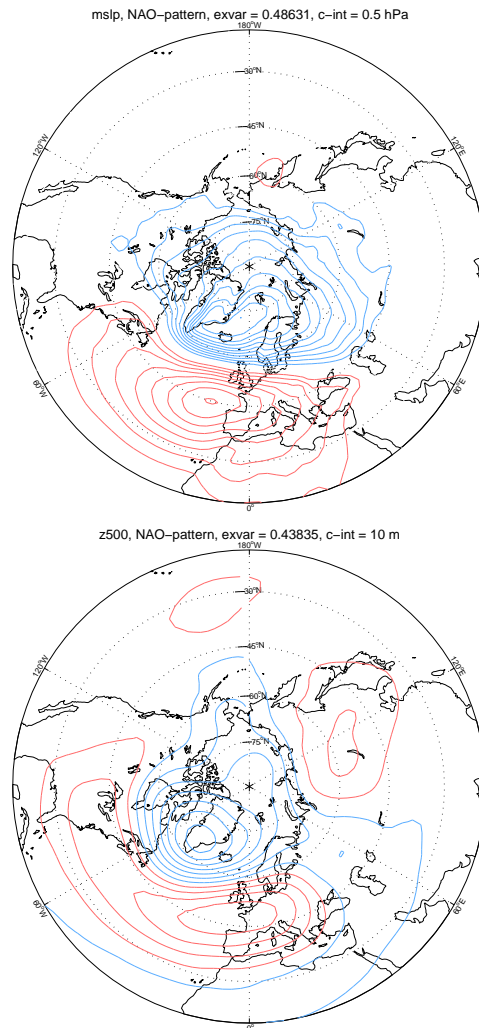 mslp, NAO−pattern, exvar = 0.48631, c−int = 0.5 hPa
180°W
30°N
45°N
120°W
120°E
60°N
75°N
60°W
60°E
0°
z500, NAO−pattern, exvar = 0.43835, c−int = 10 m
180°W
30°N
45°N
120°W
120°E
60°N
75°N
60°W
60°E
0°